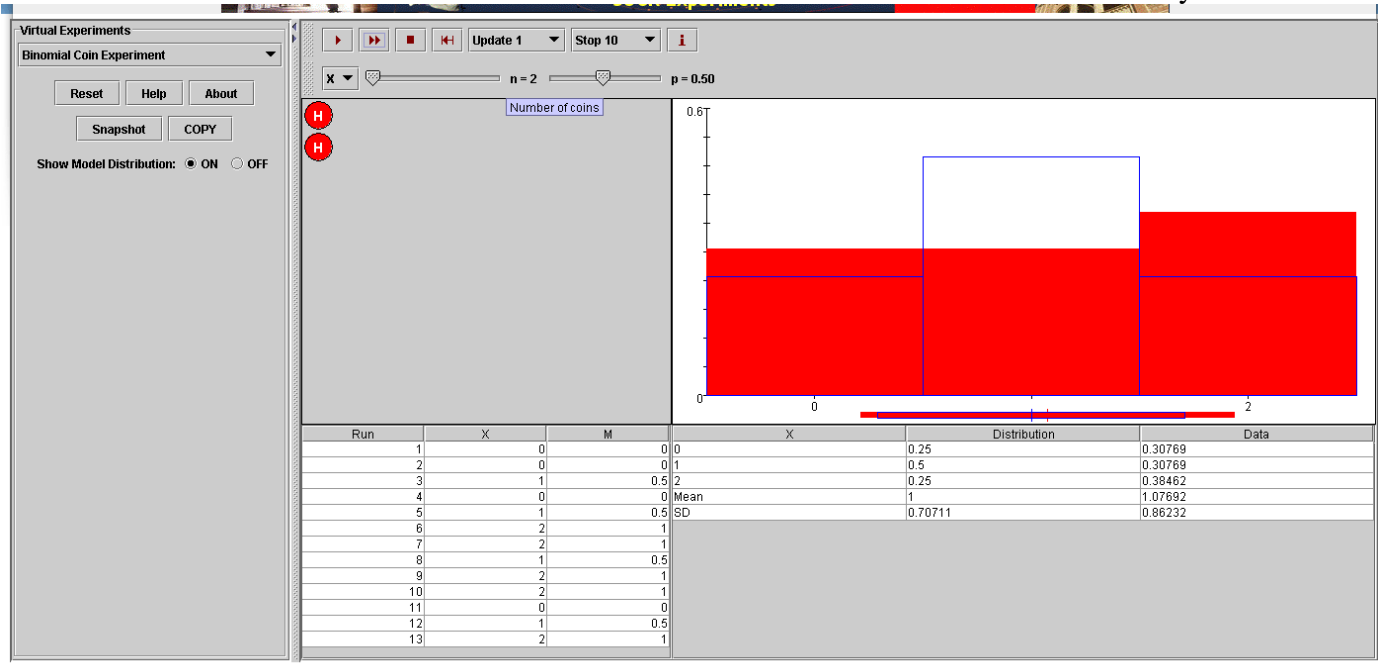 SOCR Experiments
Virtual Experiments
Binomial Coin Experiment
Reset Help About
Snapshot COPY
Show Model Distribution: ON OFF
Update 1 Stop 10 i
X n = 2 p = 0.50
Number of coins
H
H
0.6
0
0 2
Run X M
1 0 0
2 0 0
3 1 0.5
4 0 0
5 1 0.5
6 2 1
7 2 1
8 1 0.5
9 2 1
10 2 1
11 0 0
12 1 0.5
13 2 1
X Distribution Data
0 0.25 0.30769
1 0.5 0.30769
2 0.25 0.38462
Mean 1 1.07692
SD 0.70711 0.86232